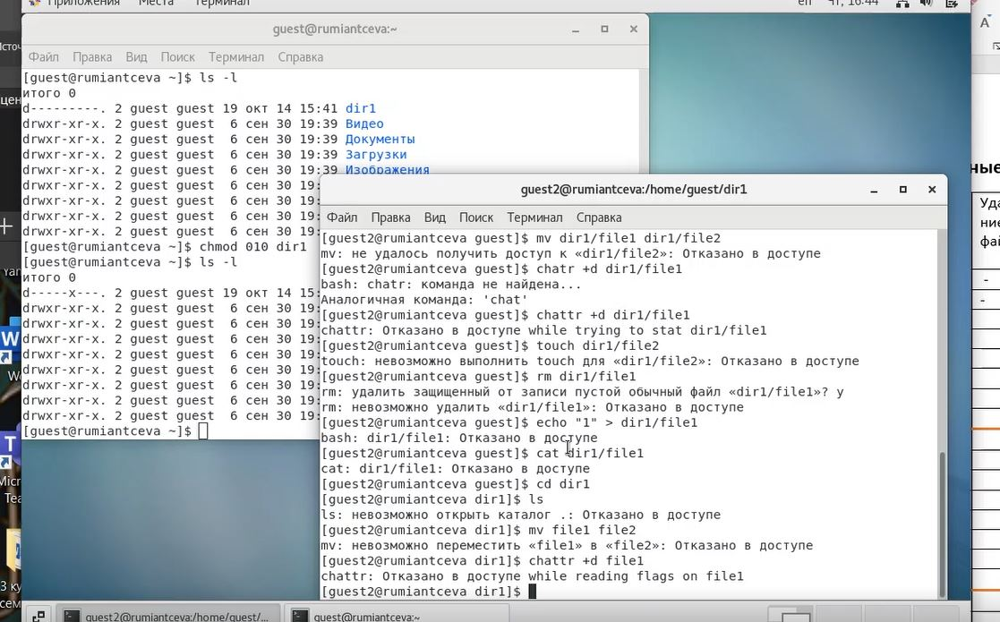 Приложения Места Терминал
en Чт, 16:44
guest@rumiantceva:~
Файл Правка Вид Поиск Терминал Справка
[guest@rumiantceva ~]$ ls -l
итого 0
d---------. 2 guest guest 19 окт 14 15:41 dir1
drwxr-xr-x. 2 guest guest  6 сен 30 19:39 Видео
drwxr-xr-x. 2 guest guest  6 сен 30 19:39 Документы
drwxr-xr-x. 2 guest guest  6 сен 30 19:39 Загрузки
drwxr-xr-x. 2 guest guest  6 сен 30 19:39 Изображения
drwxr-xr-x. 2 guest guest  6 сен 30 19:
drwxr-xr-x. 2 guest guest  6 сен 30 19:
drwxr-xr-x. 2 guest guest  6 сен 30 19:
drwxr-xr-x. 2 guest guest  6 сен 30 19:
[guest@rumiantceva ~]$ chmod 010 dir1
[guest@rumiantceva ~]$ ls -l
итого 0
d-----x---. 2 guest guest 19 окт 14 15:
drwxr-xr-x. 2 guest guest  6 сен 30 19:
drwxr-xr-x. 2 guest guest  6 сен 30 19:
drwxr-xr-x. 2 guest guest  6 сен 30 19:
drwxr-xr-x. 2 guest guest  6 сен 30 19:
drwxr-xr-x. 2 guest guest  6 сен 30 19:
drwxr-xr-x. 2 guest guest  6 сен 30 19:
drwxr-xr-x. 2 guest guest  6 сен 30 19:
drwxr-xr-x. 2 guest guest  6 сен 30 19:
[guest@rumiantceva ~]$
guest2@rumiantceva:/home/guest/dir1
Файл Правка Вид Поиск Терминал Справка
[guest2@rumiantceva guest]$ mv dir1/file1 dir1/file2
mv: не удалось получить доступ к «dir1/file2»: Отказано в доступе
[guest2@rumiantceva guest]$ chatr +d dir1/file1
bash: chatr: команда не найдена...
Аналогичная команда: 'chat'
[guest2@rumiantceva guest]$ chattr +d dir1/file1
chattr: Отказано в доступе while trying to stat dir1/file1
[guest2@rumiantceva guest]$ touch dir1/file2
touch: невозможно выполнить touch для «dir1/file2»: Отказано в доступе
[guest2@rumiantceva guest]$ rm dir1/file1
rm: удалить защищенный от записи пустой обычный файл «dir1/file1»? y
rm: невозможно удалить «dir1/file1»: Отказано в доступе
[guest2@rumiantceva guest]$ echo "1" > dir1/file1
bash: dir1/file1: Отказано в доступе
[guest2@rumiantceva guest]$ cat dir1/file1
cat: dir1/file1: Отказано в доступе
[guest2@rumiantceva guest]$ cd dir1
[guest2@rumiantceva dir1]$ ls
ls: невозможно открыть каталог .: Отказано в доступе
[guest2@rumiantceva dir1]$ mv file1 file2
mv: невозможно переместить «file1» в «file2»: Отказано в доступе
[guest2@rumiantceva dir1]$ chattr +d file1
chattr: Отказано в доступе while reading flags on file1
[guest2@rumiantceva dir1]$
guest2@rumiantceva:/home/guest/...
guest@rumiantceva:~
ные
Уда
ние
фай
-
-
Micr
Tea
3 ку
сем